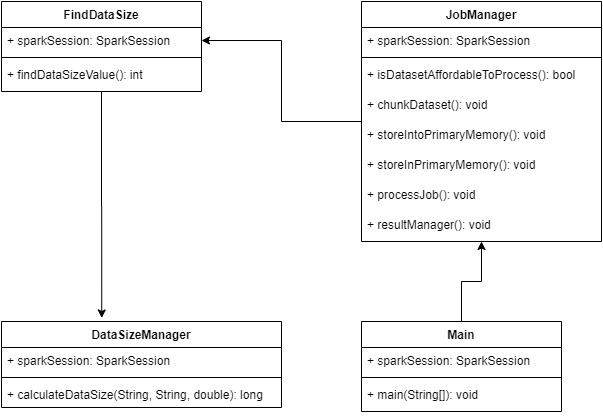 FindDataSize
+ sparkSession: SparkSession
+ findDataSizeValue(): int
JobManager
+ sparkSession: SparkSession
+ isDatasetAffordableToProcess(): bool
+ chunkDataset(): void
+ storeIntoPrimaryMemory(): void
+ storeInPrimaryMemory(): void
+ processJob(): void
+ resultManager(): void
DataSizeManager
+ sparkSession: SparkSession
+ calculateDataSize(String, String, double): long
Main
+ sparkSession: SparkSession
+ main(String[]): void